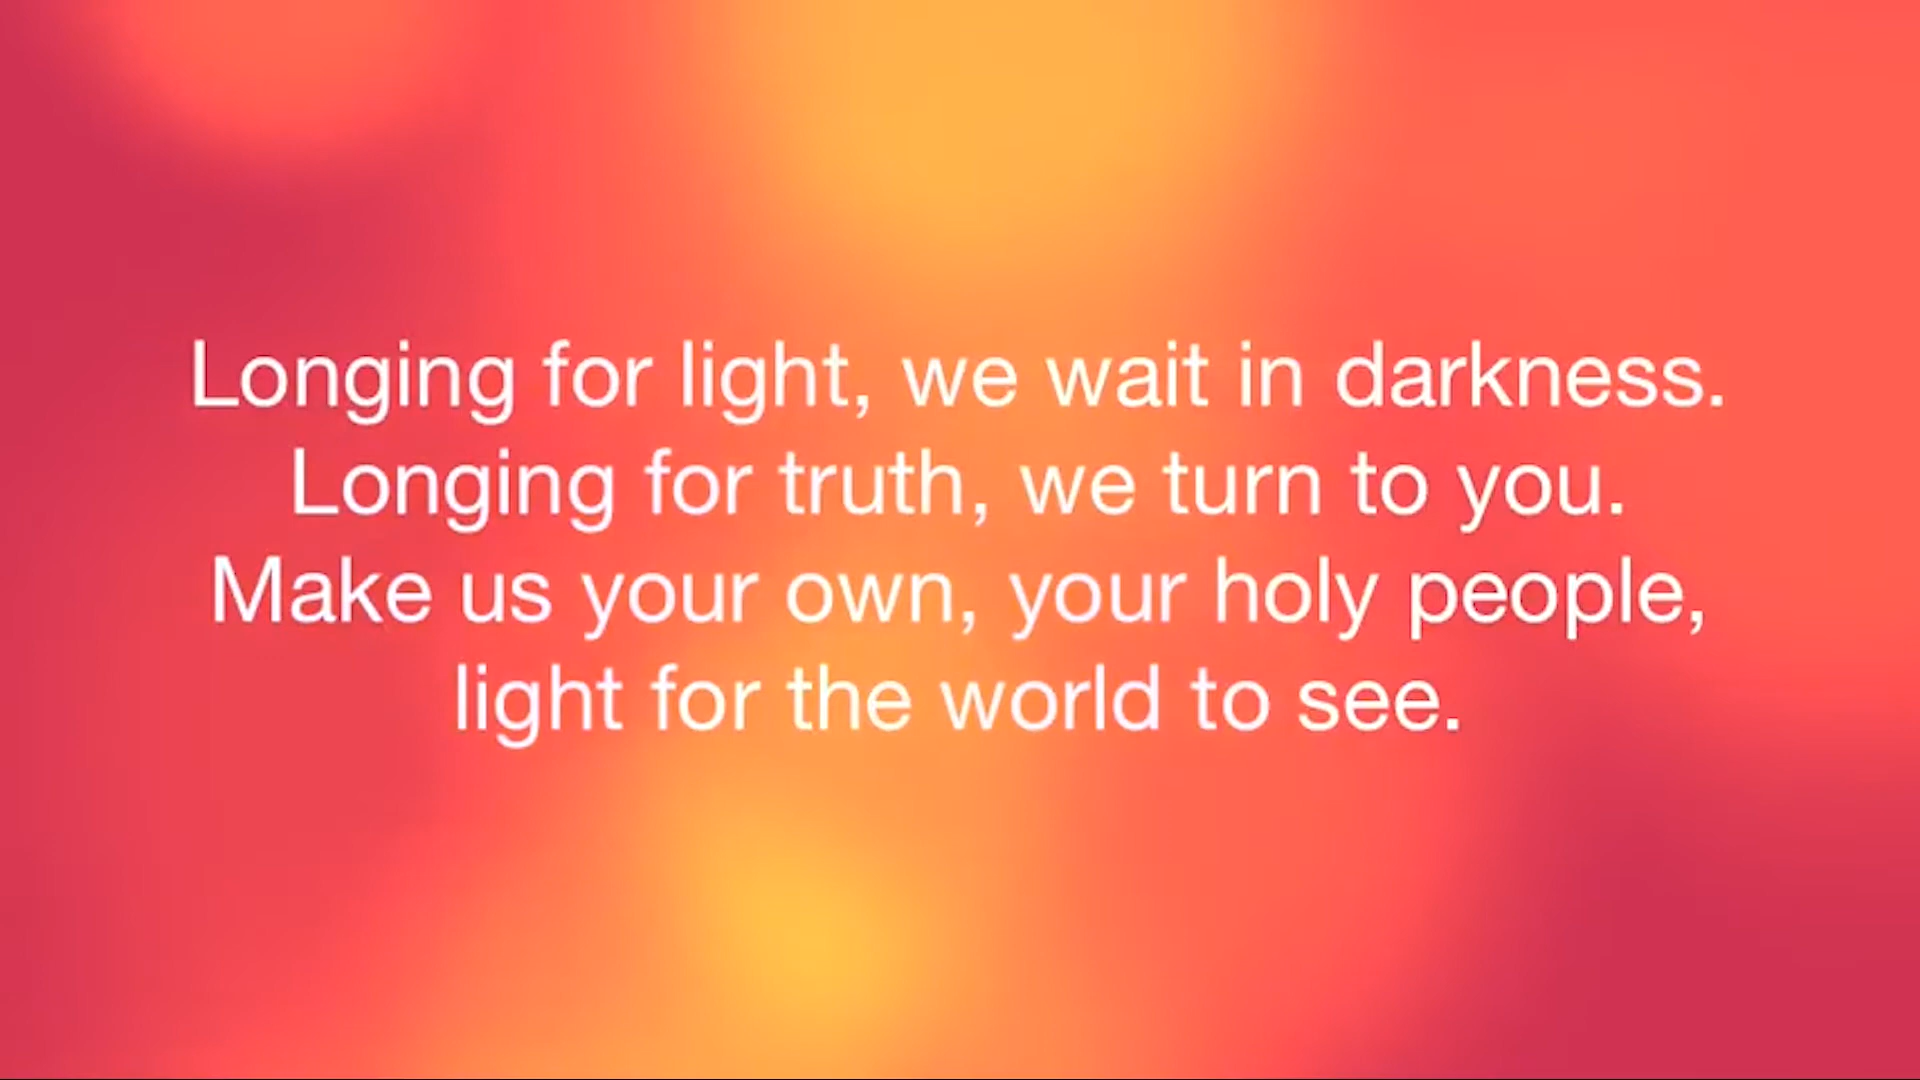 Longing for light, we wait in darkness.
Longing for truth, we turn to you.
Make us your own, your holy people,
light for the world to see.